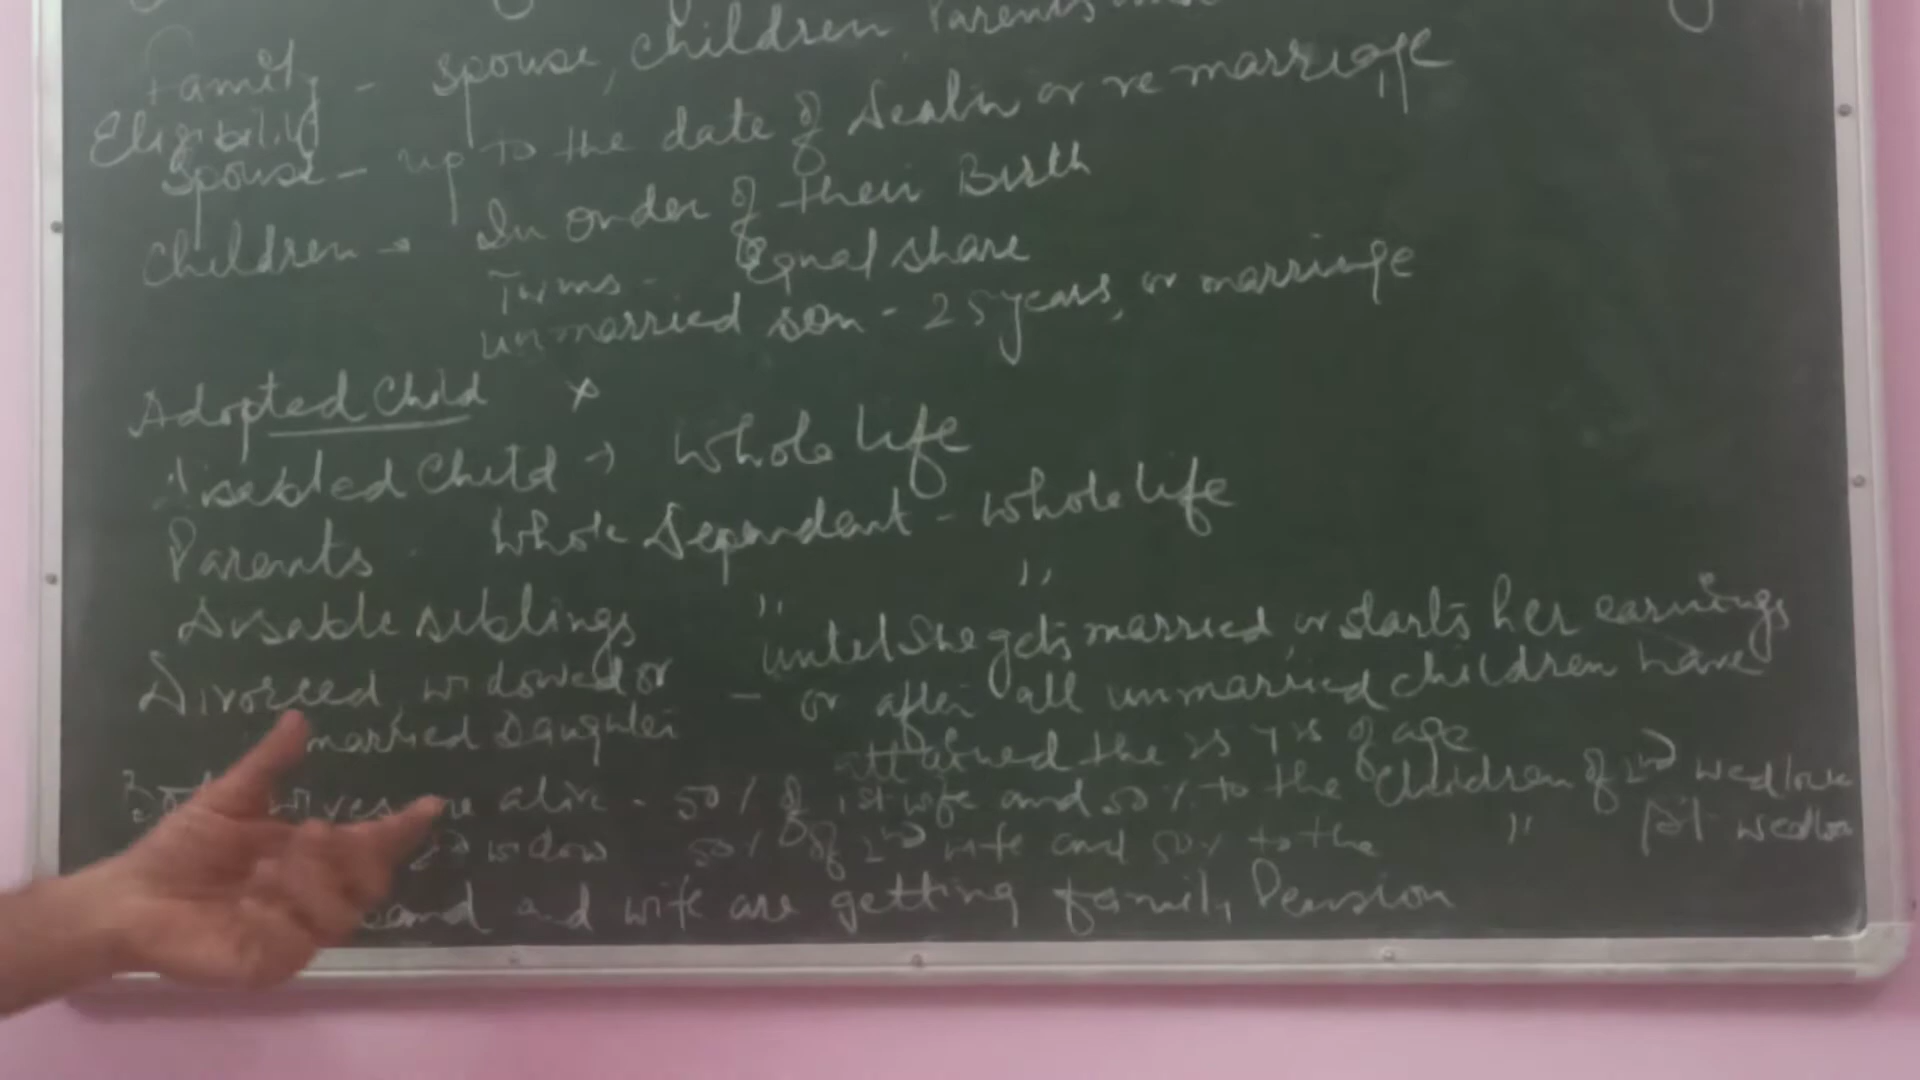 Family - Spouse, children Parents
Eligibility
Spouse - up to the date of death or re marriage
Children → In order of their Birth
Twins - Equal share
unmarried son - 25 years, or marriage
Adopted Child ×
disabled Child → Whole life
Parents - Whole Dependant - whole life
Disable siblings " "
Divorced, widowed or - until she gets married, or starts her earnings
married Daughter or after all unmarried children have
attained the 25 yrs of age
wives are alive - 50% of 1st wife and 50% to the children of 2nd wedlock
widow 50% of 2nd wife and 50% to the " 1st wedlock
and wife are getting family Pension